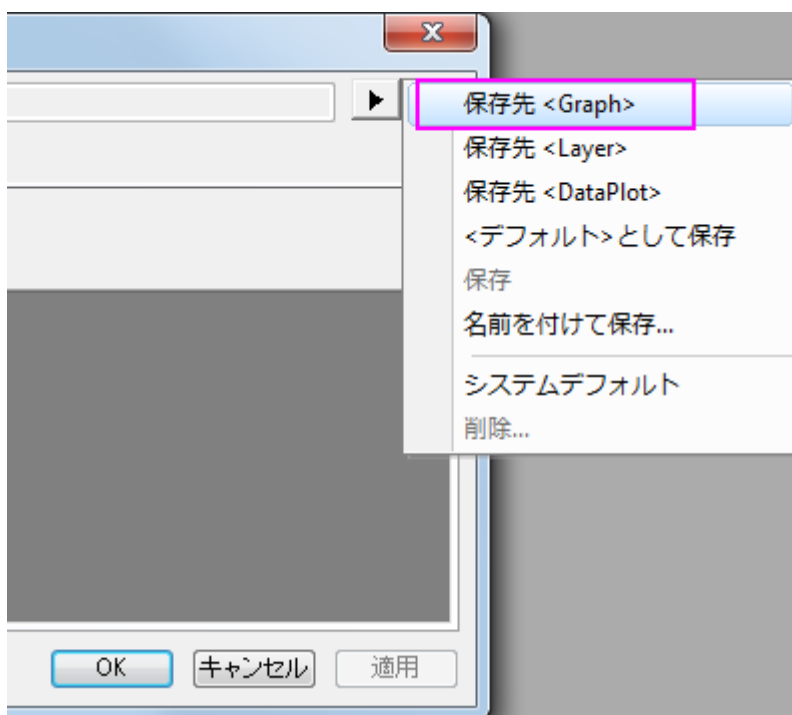 保存先 <Graph>
保存先 <Layer>
保存先 <DataPlot>
<デフォルト>として保存
保存
名前を付けて保存...
システムデフォルト
削除...
OK
キャンセル
適用